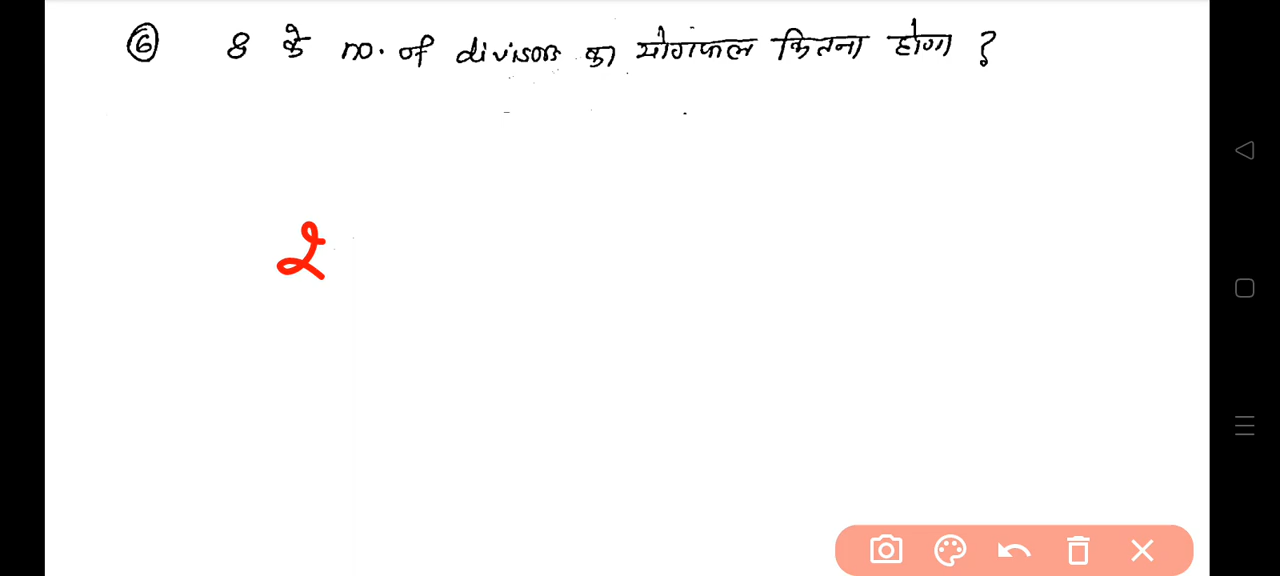 ⑥ 8 के no. of divisors का योगफल कितना होगा ?
2